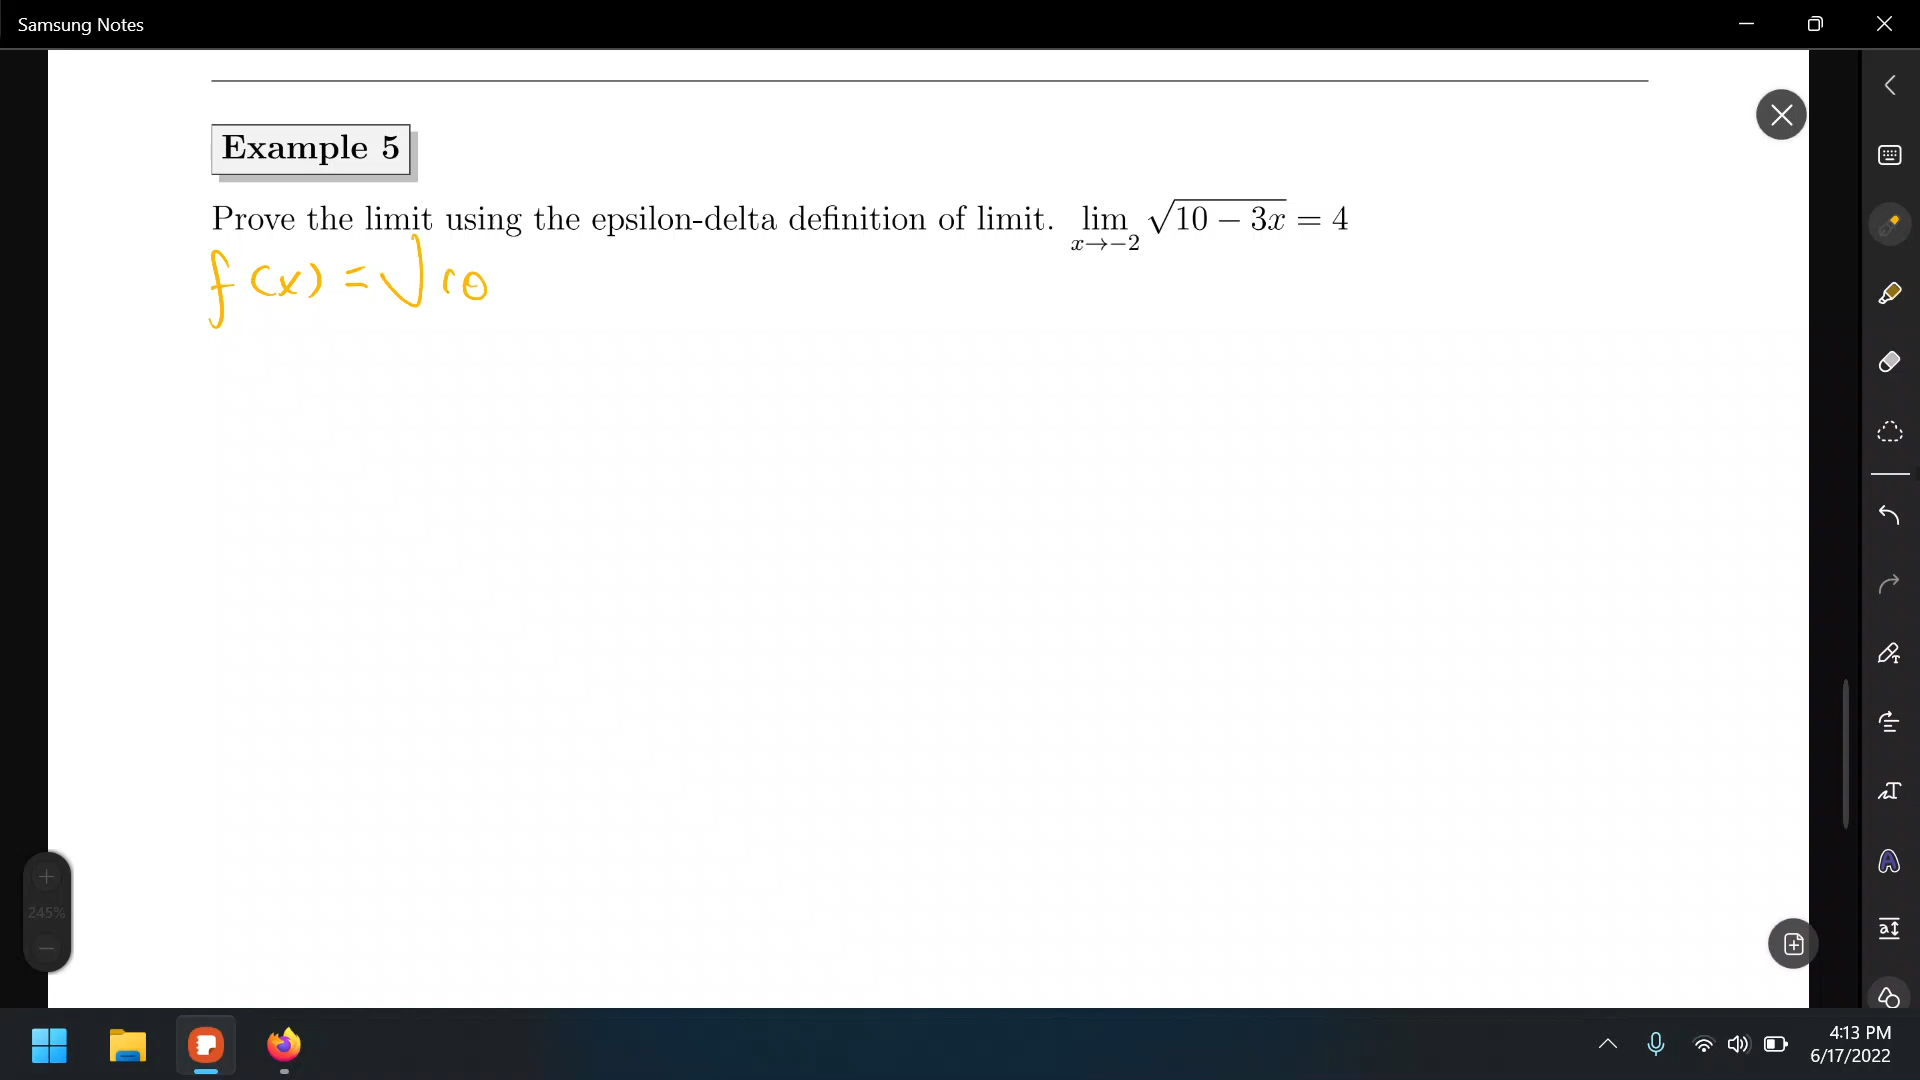 Samsung Notes
Example 5
Prove the limit using the epsilon-delta definition of limit. lim x→−2 √10 − 3x = 4
f(x) = √10
245%
4:13 PM
6/17/2022